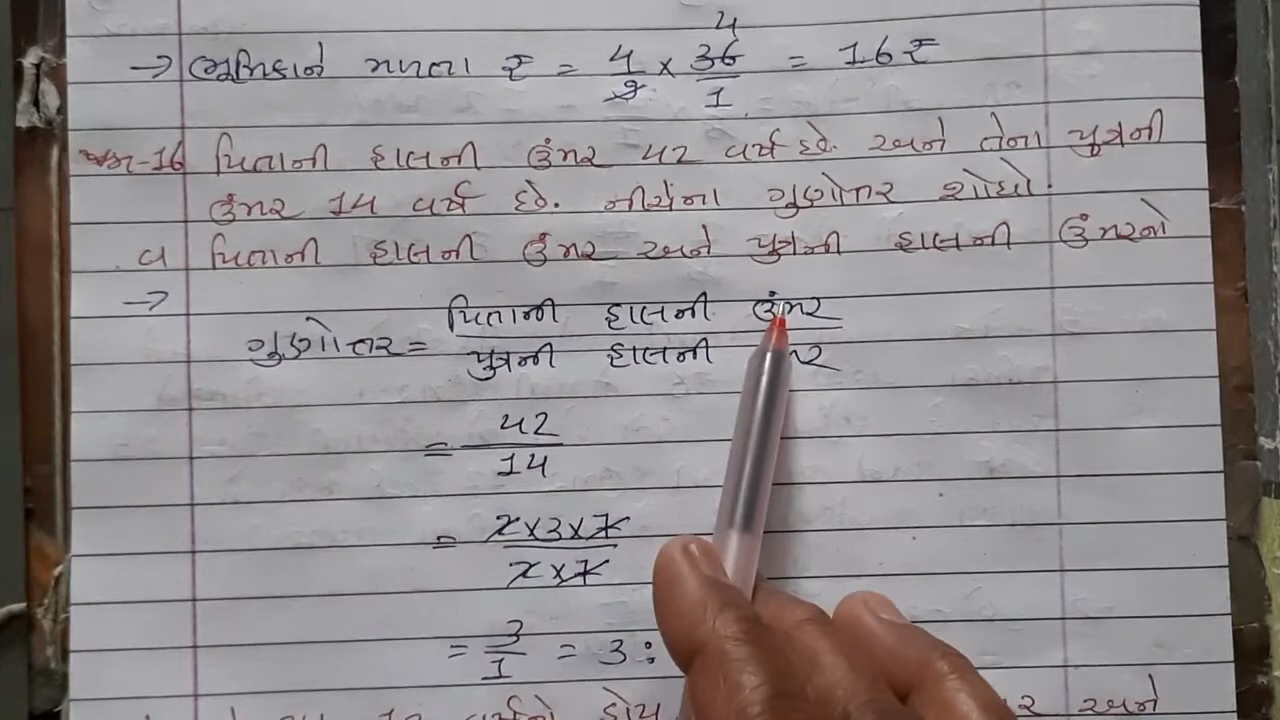 → ભૂમિકાને મળતા ₹ = 4/9 × 36/1 4 = 16 ₹
પ્રશ્ન-16 પિતાની હાલની ઉંમર 42 વર્ષ છે. અને તેના પુત્રની
ઉંમર 14 વર્ષ છે. નીચેના ગુણોત્તર શોધો.
a પિતાની હાલની ઉંમર અને પુત્રની હાલની ઉંમરનો
→
ગુણોત્તર = પિતાની હાલની ઉંમર
પુત્રની હાલની
= 42/14
= 2×3×7 / 2×7
= 3/1 = 3 :
અને